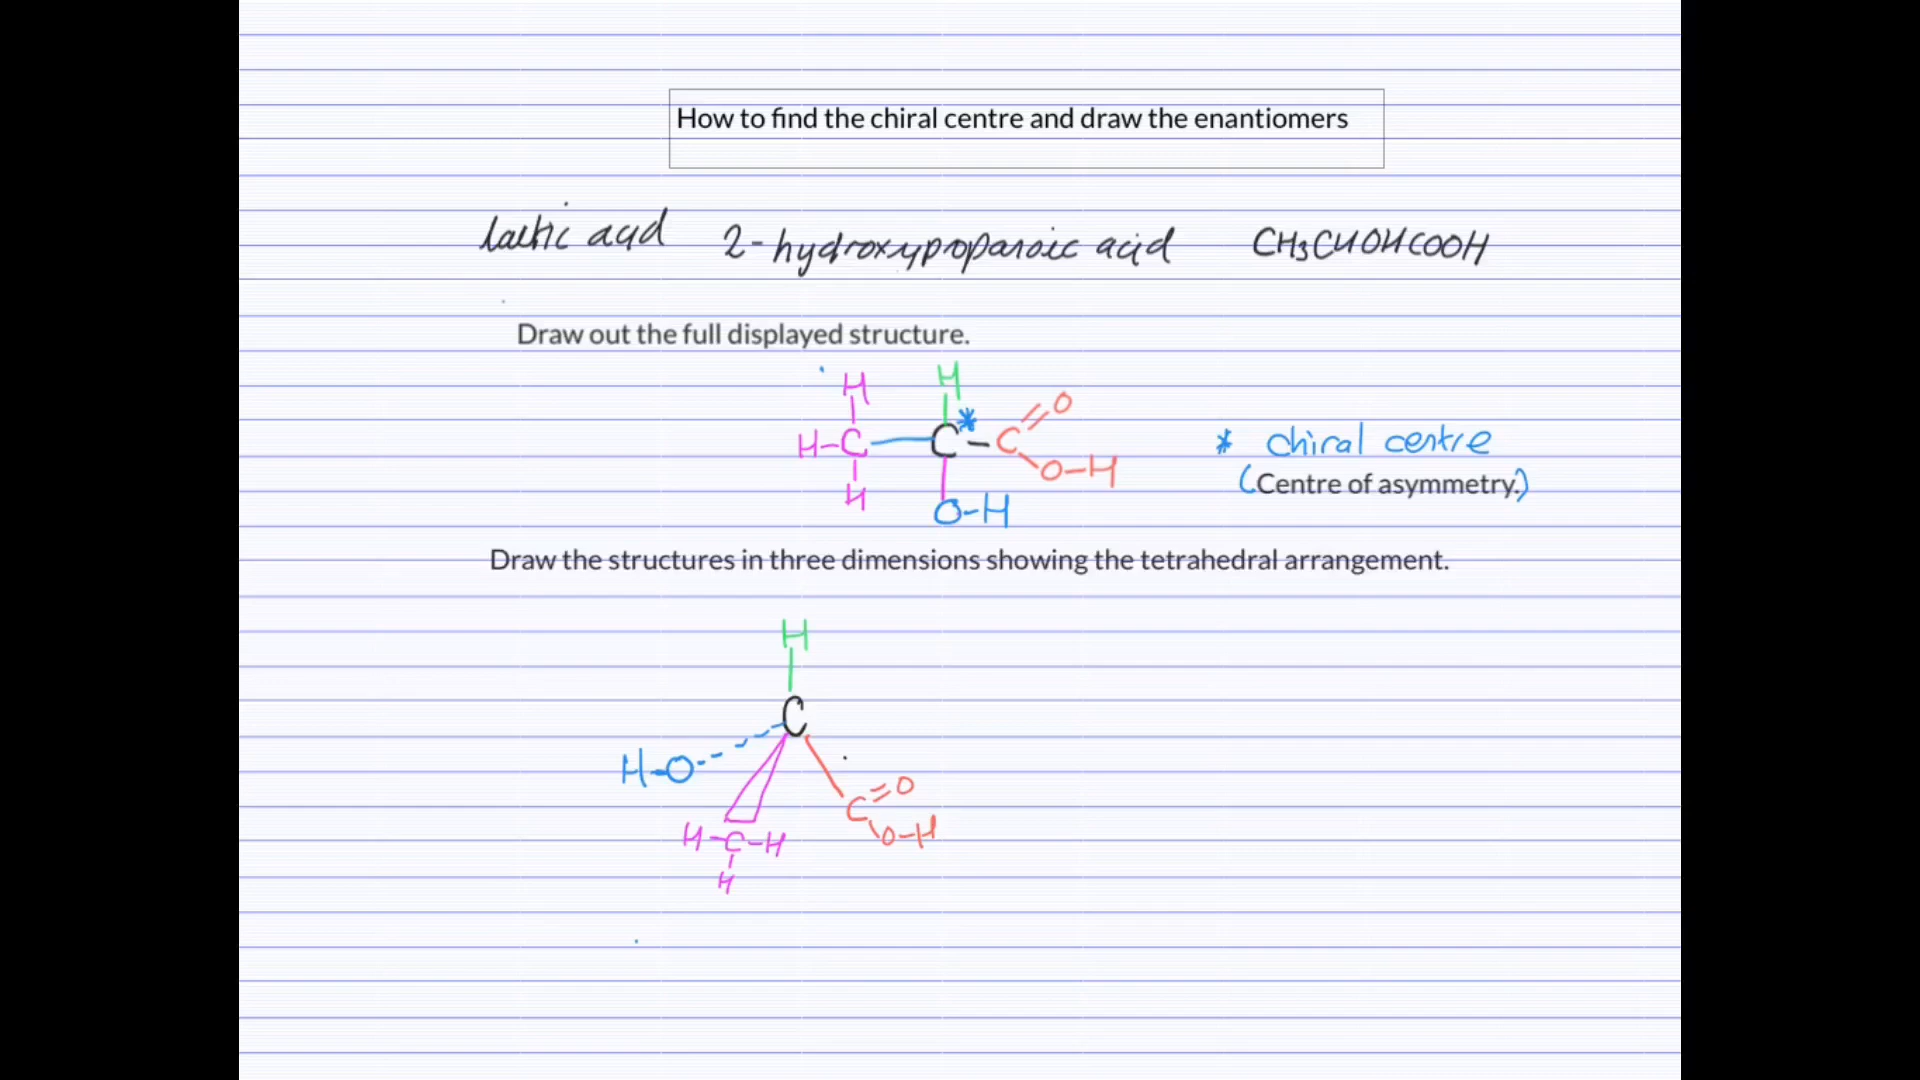 How to find the chiral centre and draw the enantiomers
lactic acid 2-hydroxypropanoic acid CH3CHOHCOOH
Draw out the full displayed structure.
H H
O
H-C-C*-C
O-H
H
O-H
* chiral centre
(Centre of asymmetry.)
Draw the structures in three dimensions showing the tetrahedral arrangement.
H
C
H-O
C=O
O-H
H-C-H
H